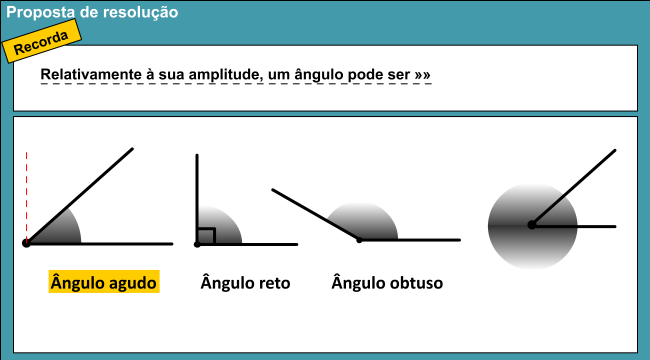 Proposta de resolução
Recorda
Relativamente à sua amplitude, um ângulo pode ser »»
Ângulo agudo Ângulo reto Ângulo obtuso